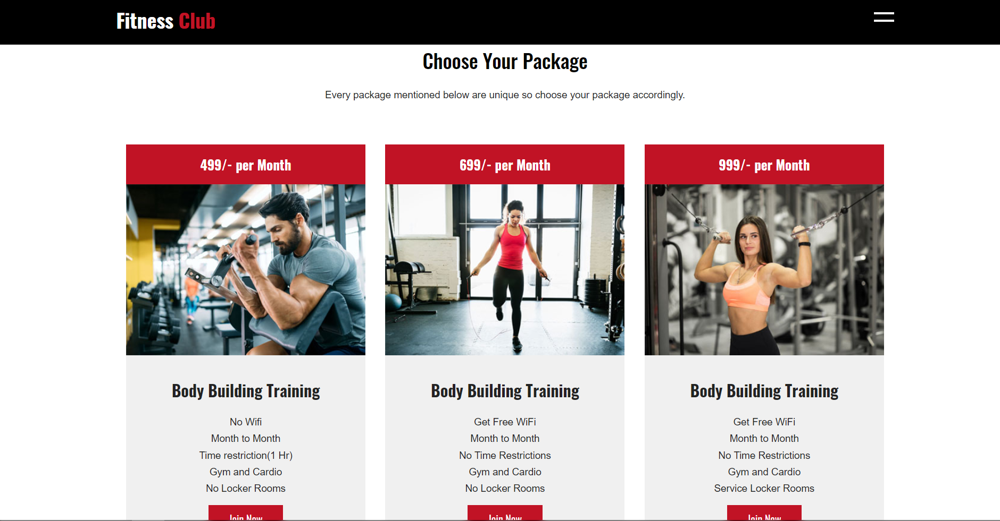 Fitness Club
Choose Your Package
Every package mentioned below are unique so choose your package accordingly.
499/- per Month
Body Building Training
No Wifi
Month to Month
Time restriction(1 Hr)
Gym and Cardio
No Locker Rooms
Join Now
699/- per Month
Body Building Training
Get Free WiFi
Month to Month
No Time Restrictions
Gym and Cardio
No Locker Rooms
Join Now
999/- per Month
Body Building Training
Get Free WiFi
Month to Month
No Time Restrictions
Gym and Cardio
Service Locker Rooms
Join Now